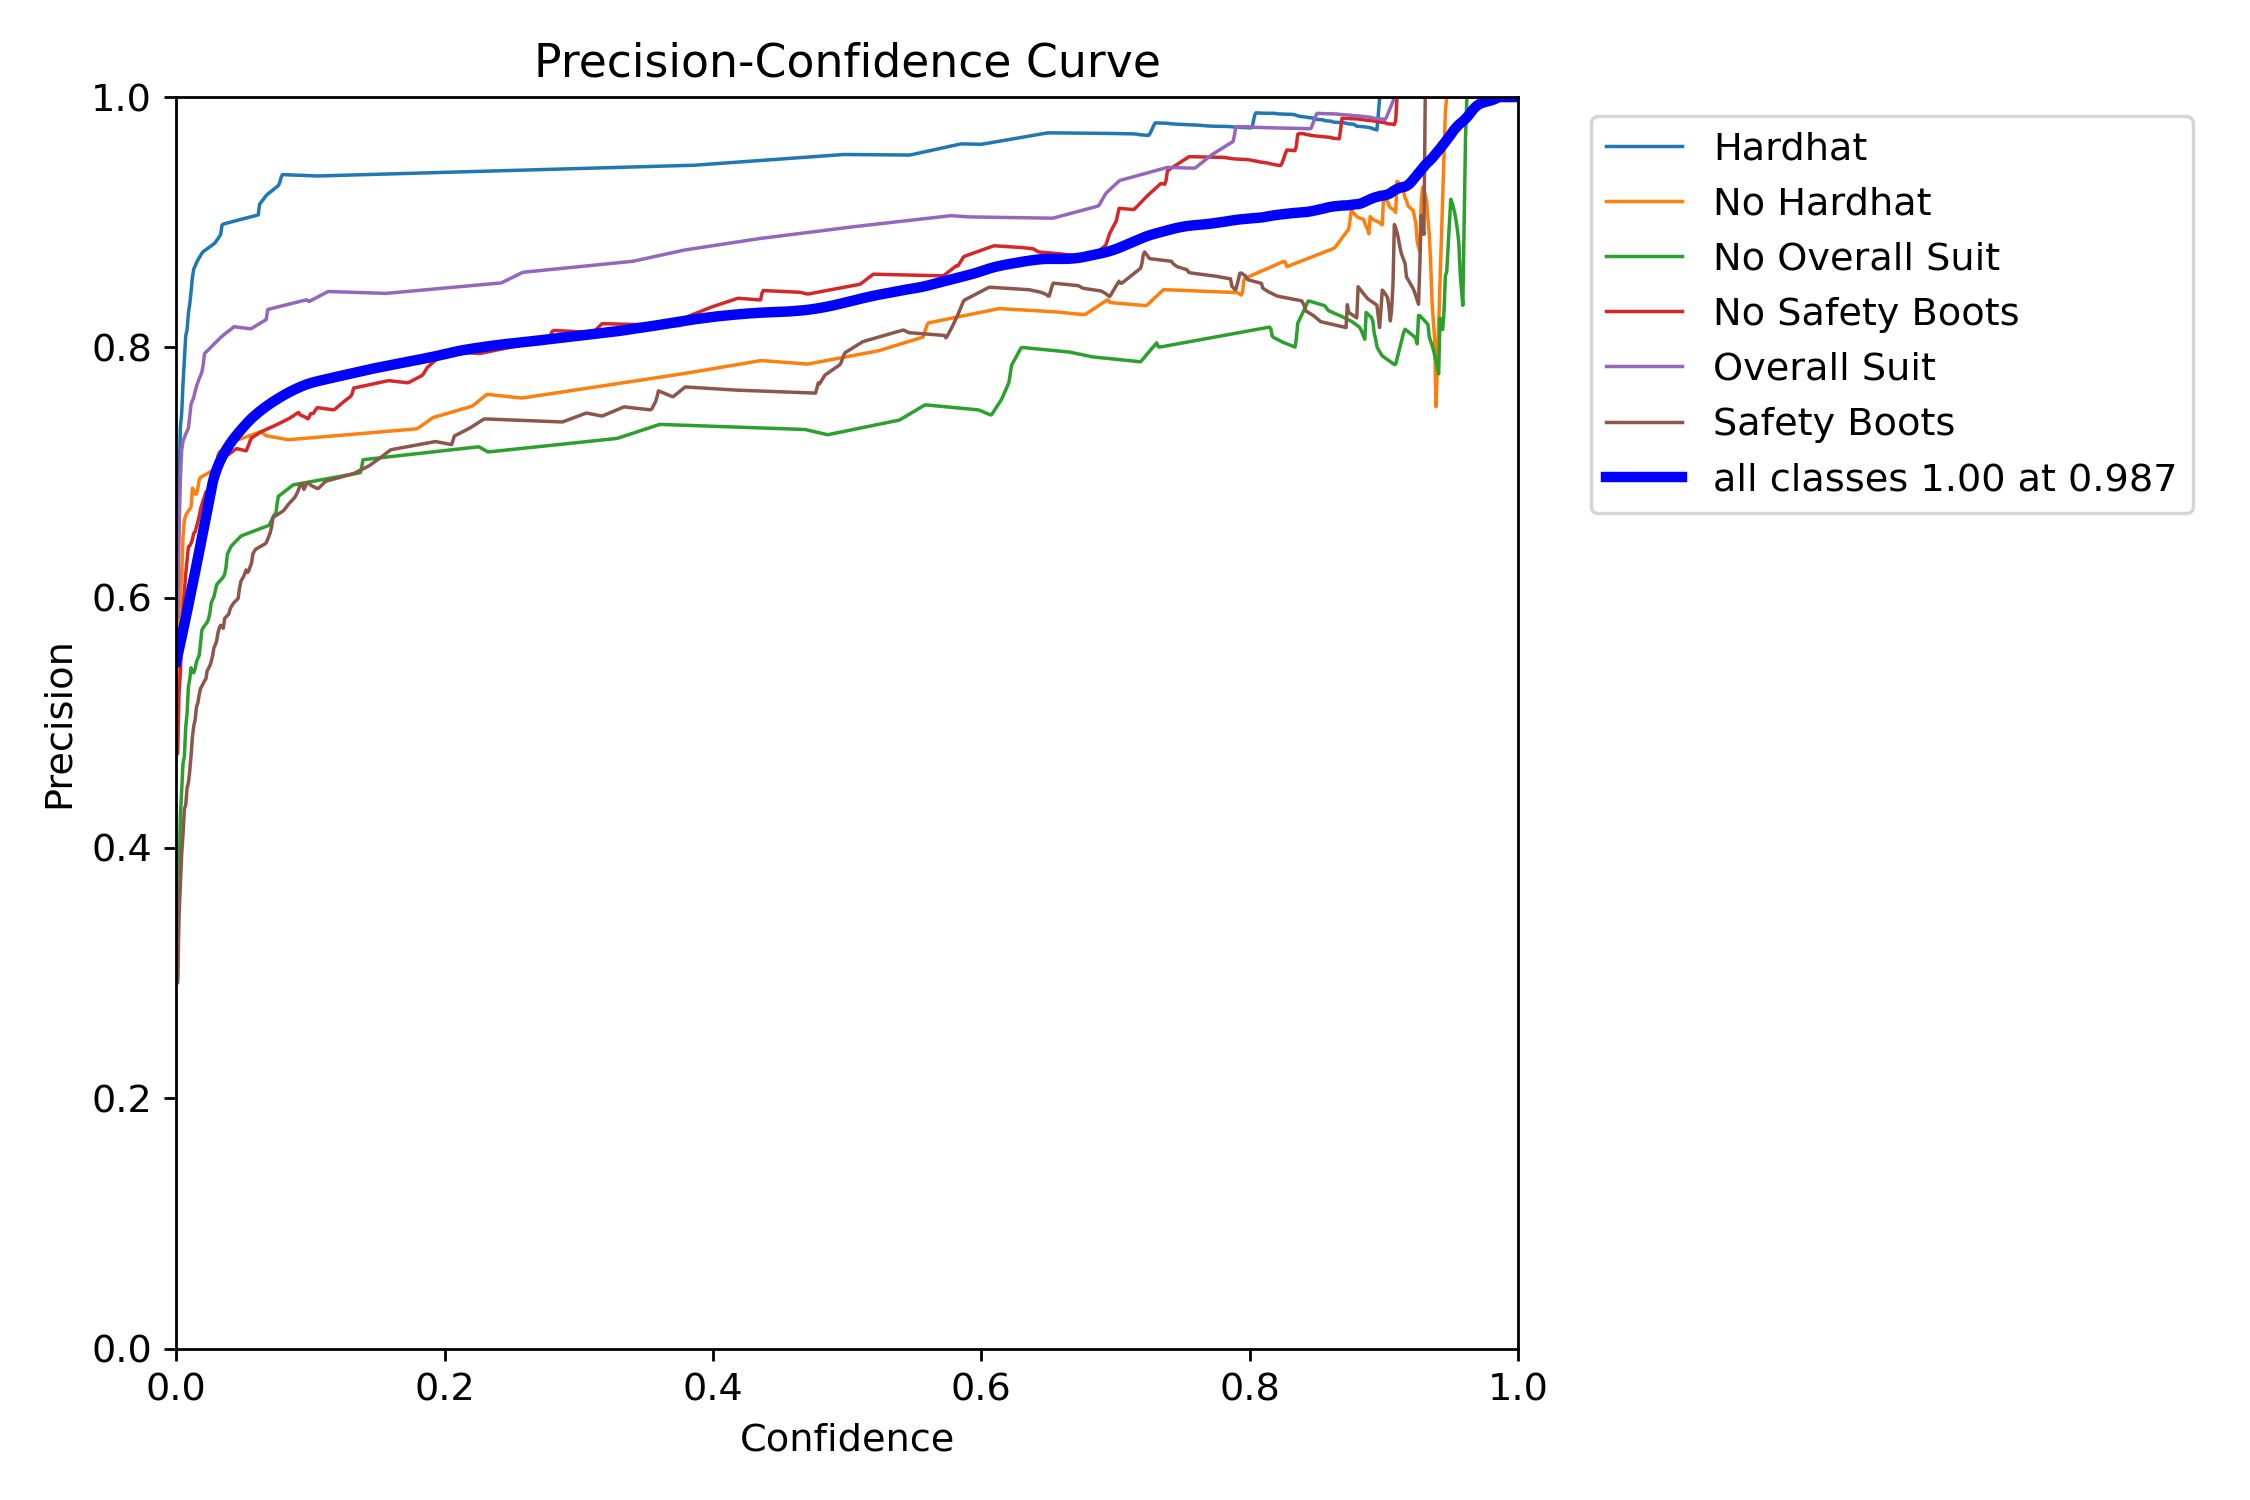 Precision-Confidence Curve
1.0
0.8
0.6
0.4
0.2
0.0
Precision
0.0 0.2 0.4 0.6 0.8 1.0
Confidence
Hardhat
No Hardhat
No Overall Suit
No Safety Boots
Overall Suit
Safety Boots
all classes 1.00 at 0.987